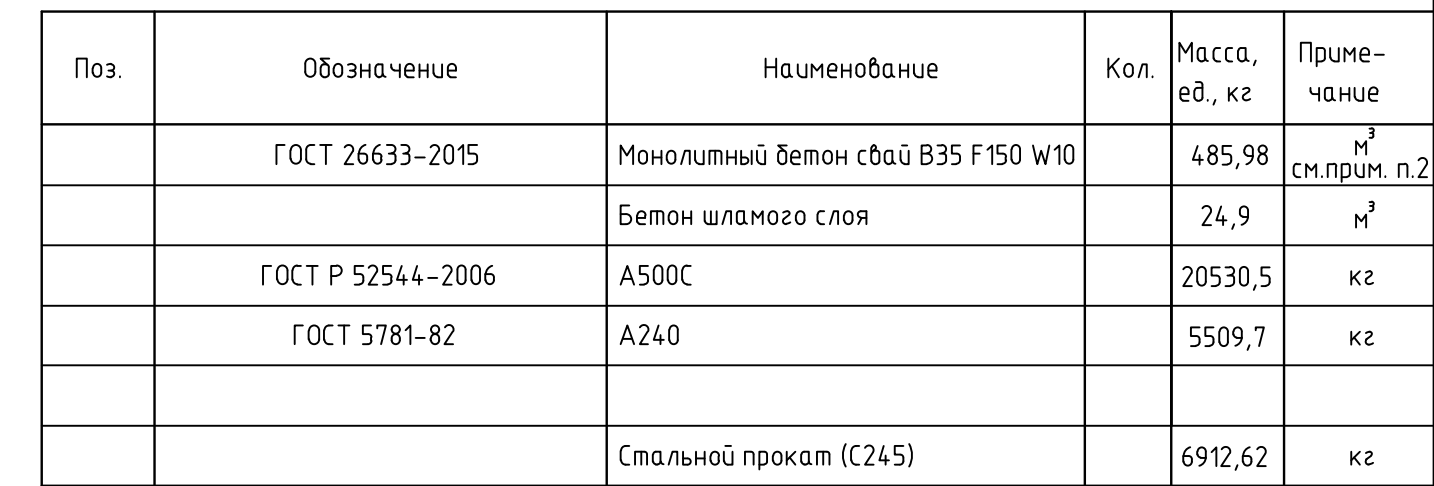 Поз. Обозначение Наименование Кол. Масса, ед., кг Приме- чание
ГОСТ 26633-2015 Монолитный бетон свай В35 F150 W10 485,98 м³ см.прим. п.2
Бетон шламого слоя 24,9 м³
ГОСТ Р 52544-2006 А500С 20530,5 кг
ГОСТ 5781-82 А240 5509,7 кг
Стальной прокат (С245) 6912,62 кг